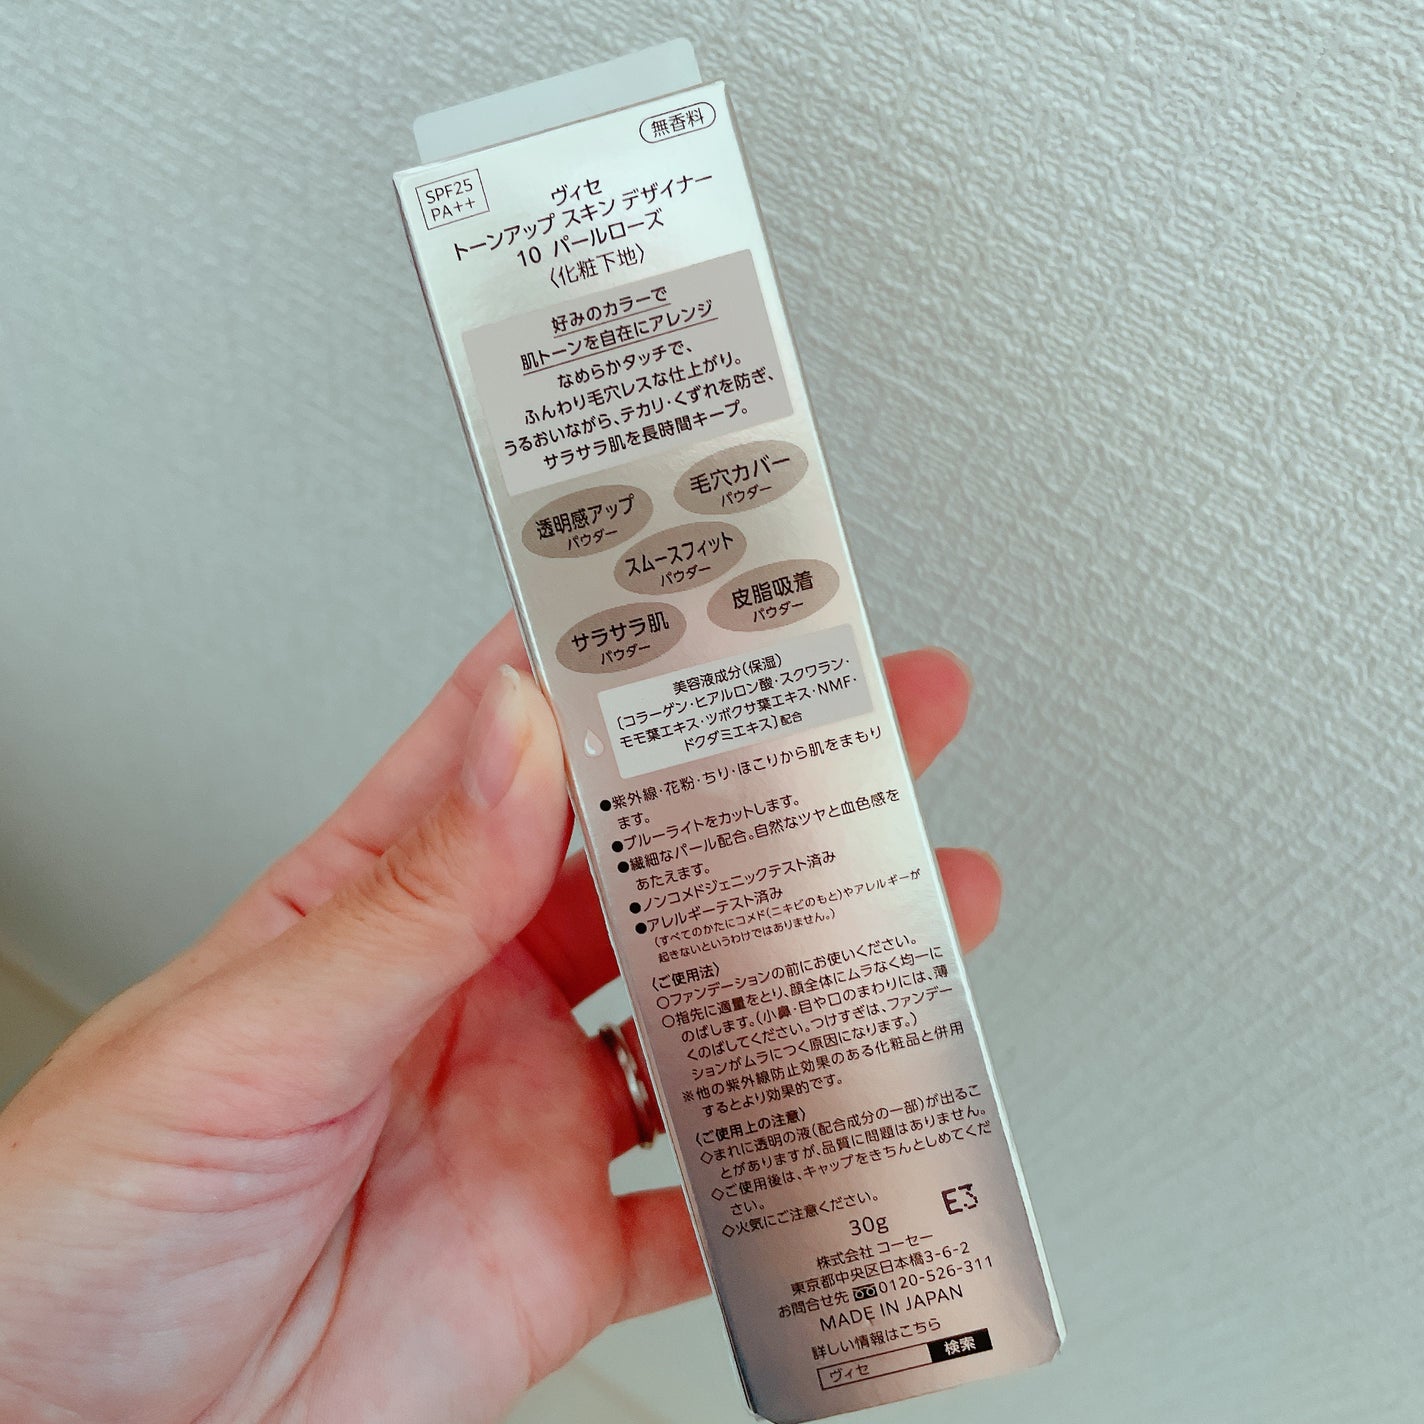 無香料
SPF25
PA++
ヴィセ
トーンアップ スキン デザイナー
10 パールローズ
〈化粧下地〉
好みのカラーで
肌トーンを自在にアレンジ
なめらかタッチで、
ふんわり毛穴レスな仕上がり。
うるおいながら、テカリ・くずれを防ぎ、
サラサラ肌を長時間キープ。
透明感アップ
パウダー
毛穴カバー
パウダー
スムースフィット
パウダー
サラサラ肌
パウダー
皮脂吸着
パウダー
美容液成分(保湿)
〔コラーゲン・ヒアルロン酸・スクワラン・
モモ葉エキス・ツボクサ葉エキス・NMF・
ドクダミエキス〕配合
●紫外線・花粉・ちり・ほこりから肌をまもり
ます。
●ブルーライトをカットします。
●繊細なパール配合。自然なツヤと血色感を
あたえます。
●ノンコメドジェニックテスト済み
●アレルギーテスト済み
(すべてのかたにコメド(ニキビのもと)やアレルギーが
起きないというわけではありません。)
〈ご使用法〉
○ファンデーションの前にお使いください。
○指先に適量をとり、顔全体にムラなく均一に
のばします。(小鼻・目や口のまわりには、薄
くのばしてください。つけすぎは、ファンデー
ションがムラにつく原因になります。)
※他の紫外線防止効果のある化粧品と併用
するとより効果的です。
〈ご使用上の注意〉
◇まれに透明の液(配合成分の一部)が出るこ
とがありますが、品質に問題はありません。
◇ご使用後は、キャップをきちんとしめてくだ
さい。
◇火気にご注意ください。
30g
E3
株式会社 コーセー
東京都中央区日本橋3-6-2
お問合せ先 0120-526-311
MADE IN JAPAN
詳しい情報はこちら
ヴィセ 検索